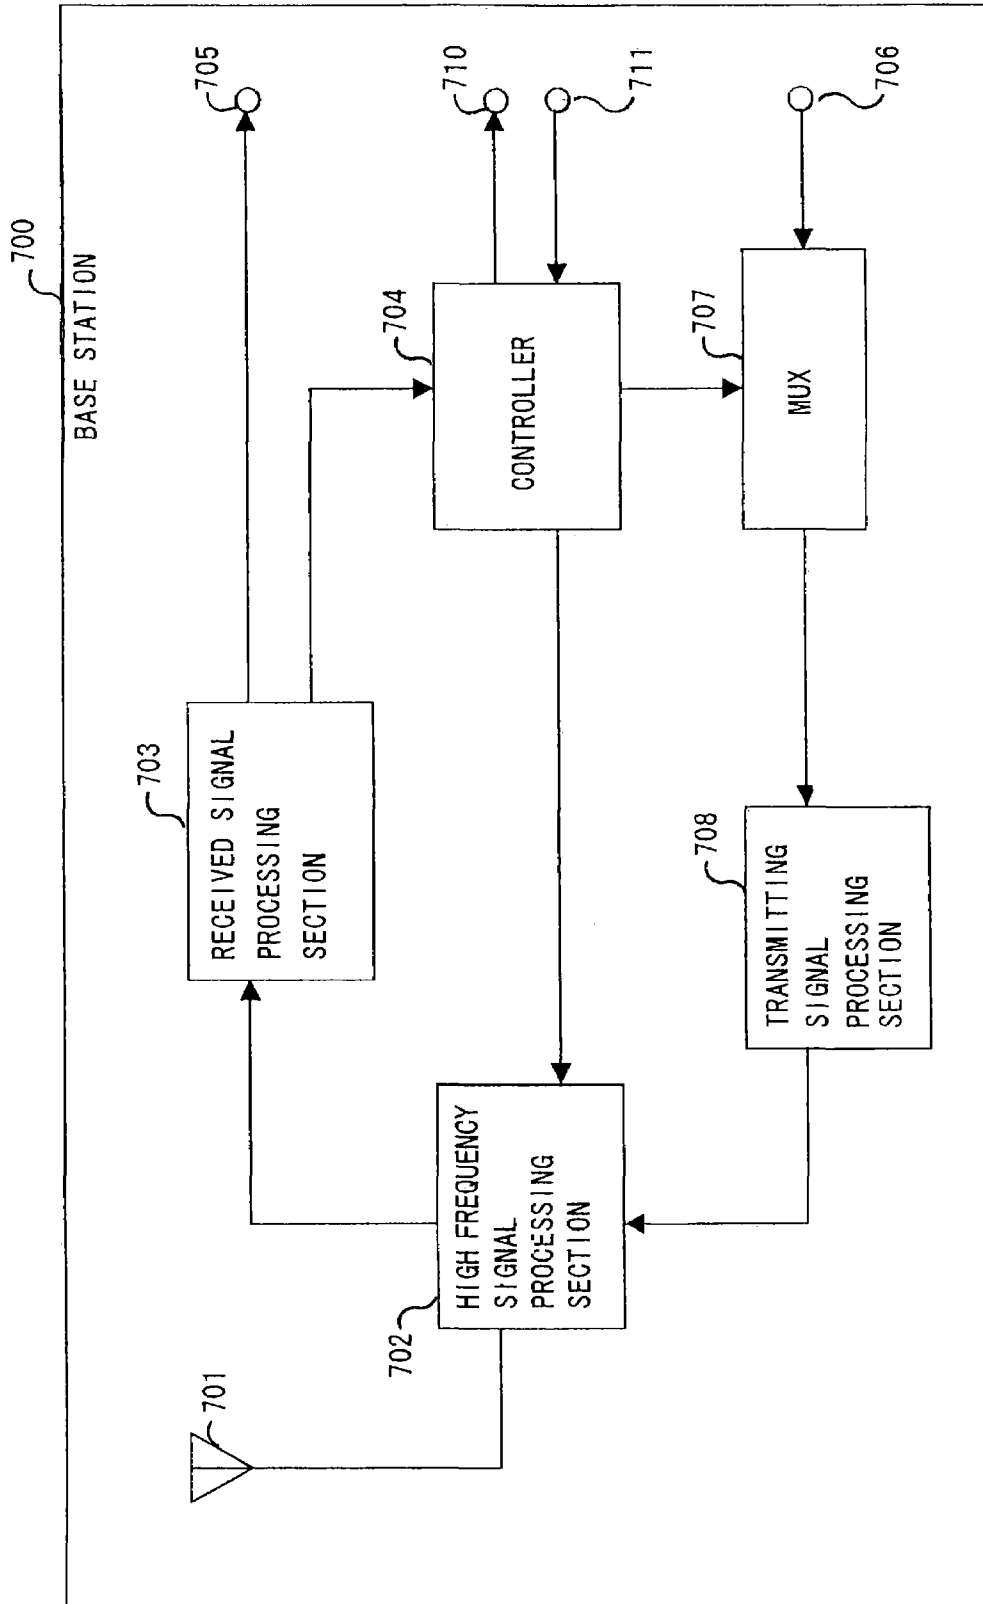 700
BASE STATION
701
702
HIGH FREQUENCY
SIGNAL
PROCESSING
SECTION
703
RECEIVED SIGNAL
PROCESSING
SECTION
704
CONTROLLER
705
710
711
706
707
MUX
708
TRANSMITTING
SIGNAL
PROCESSING
SECTION